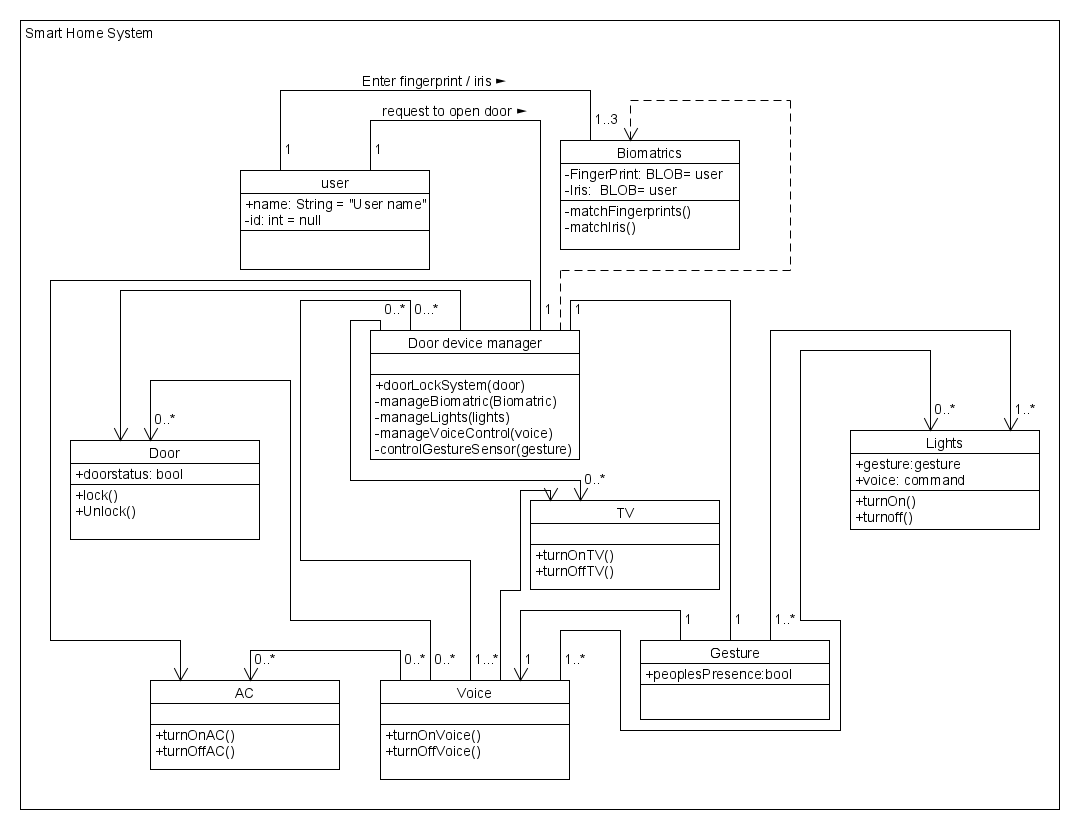 Smart Home System
Enter fingerprint / iris ►
request to open door ►
1..3
1
1
Biomatrics
-FingerPrint: BLOB= user
-Iris:  BLOB= user
-matchFingerprints()
-matchIris()
user
+name: String = "User name"
-id: int = null
0..*
0...*
1
1
Door device manager
+doorLockSystem(door)
-manageBiomatric(Biomatric)
-manageLights(lights)
-manageVoiceControl(voice)
-controlGestureSensor(gesture)
0..*
Door
+doorstatus: bool
+lock()
+Unlock()
0..*
1..*
Lights
+gesture:gesture
+voice: command
+turnOn()
+turnoff()
0..*
TV
+turnOnTV()
+turnOffTV()
1
1
1..*
Gesture
+peoplesPresence:bool
0..*
0..*
0..*
1...*
1
1..*
AC
+turnOnAC()
+turnOffAC()
Voice
+turnOnVoice()
+turnOffVoice()